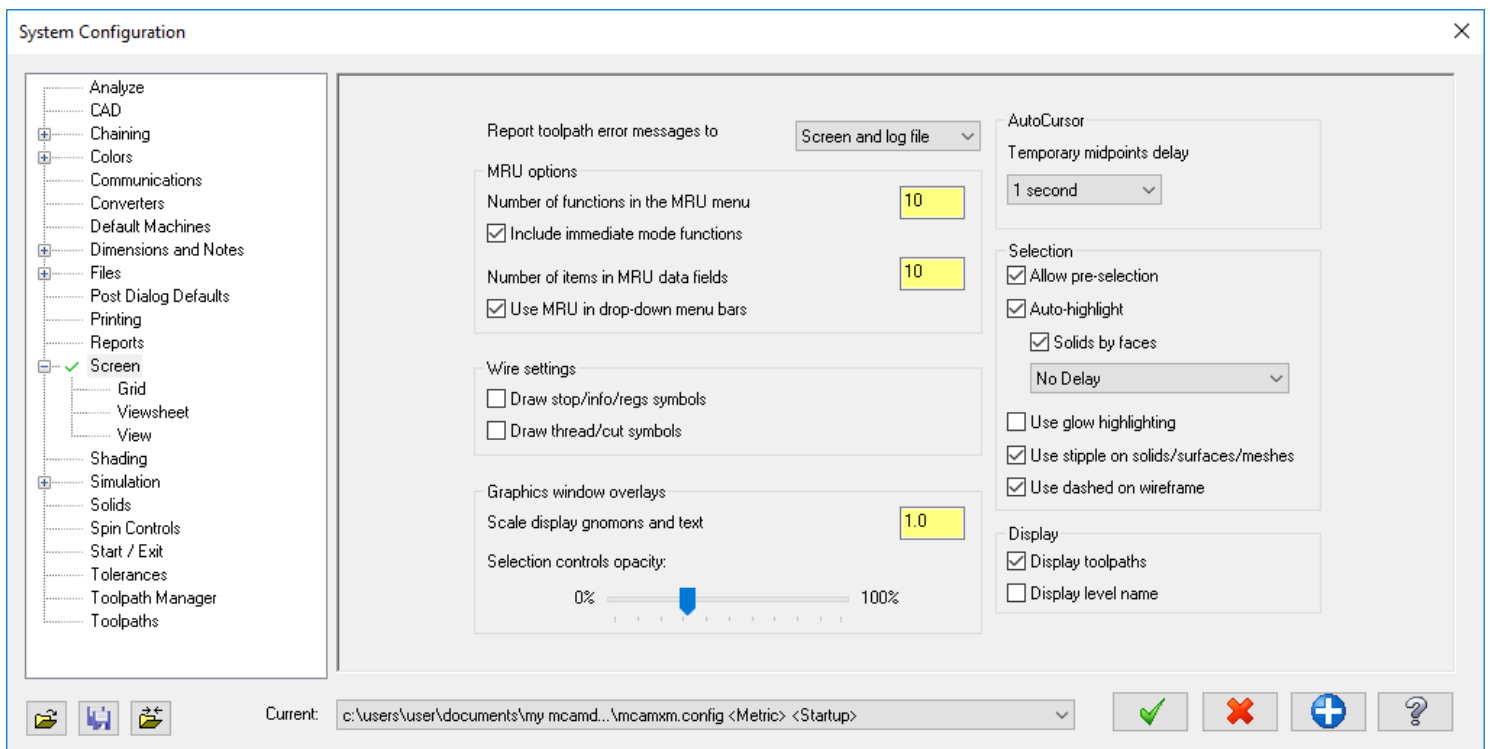 System Configuration
Analyze
CAD
Chaining
Colors
Communications
Converters
Default Machines
Dimensions and Notes
Files
Post Dialog Defaults
Printing
Reports
Screen
Grid
Viewsheet
View
Shading
Simulation
Solids
Spin Controls
Start / Exit
Tolerances
Toolpath Manager
Toolpaths
Report toolpath error messages to Screen and log file
MRU options
Number of functions in the MRU menu 10
Include immediate mode functions
Number of items in MRU data fields 10
Use MRU in drop-down menu bars
Wire settings
Draw stop/info/regs symbols
Draw thread/cut symbols
Graphics window overlays
Scale display gnomons and text 1.0
Selection controls opacity:
0% 100%
AutoCursor
Temporary midpoints delay
1 second
Selection
Allow pre-selection
Auto-highlight
Solids by faces
No Delay
Use glow highlighting
Use stipple on solids/surfaces/meshes
Use dashed on wireframe
Display
Display toolpaths
Display level name
Current: c:\users\user\documents\my mcamd...\mcamxm.config <Metric> <Startup>